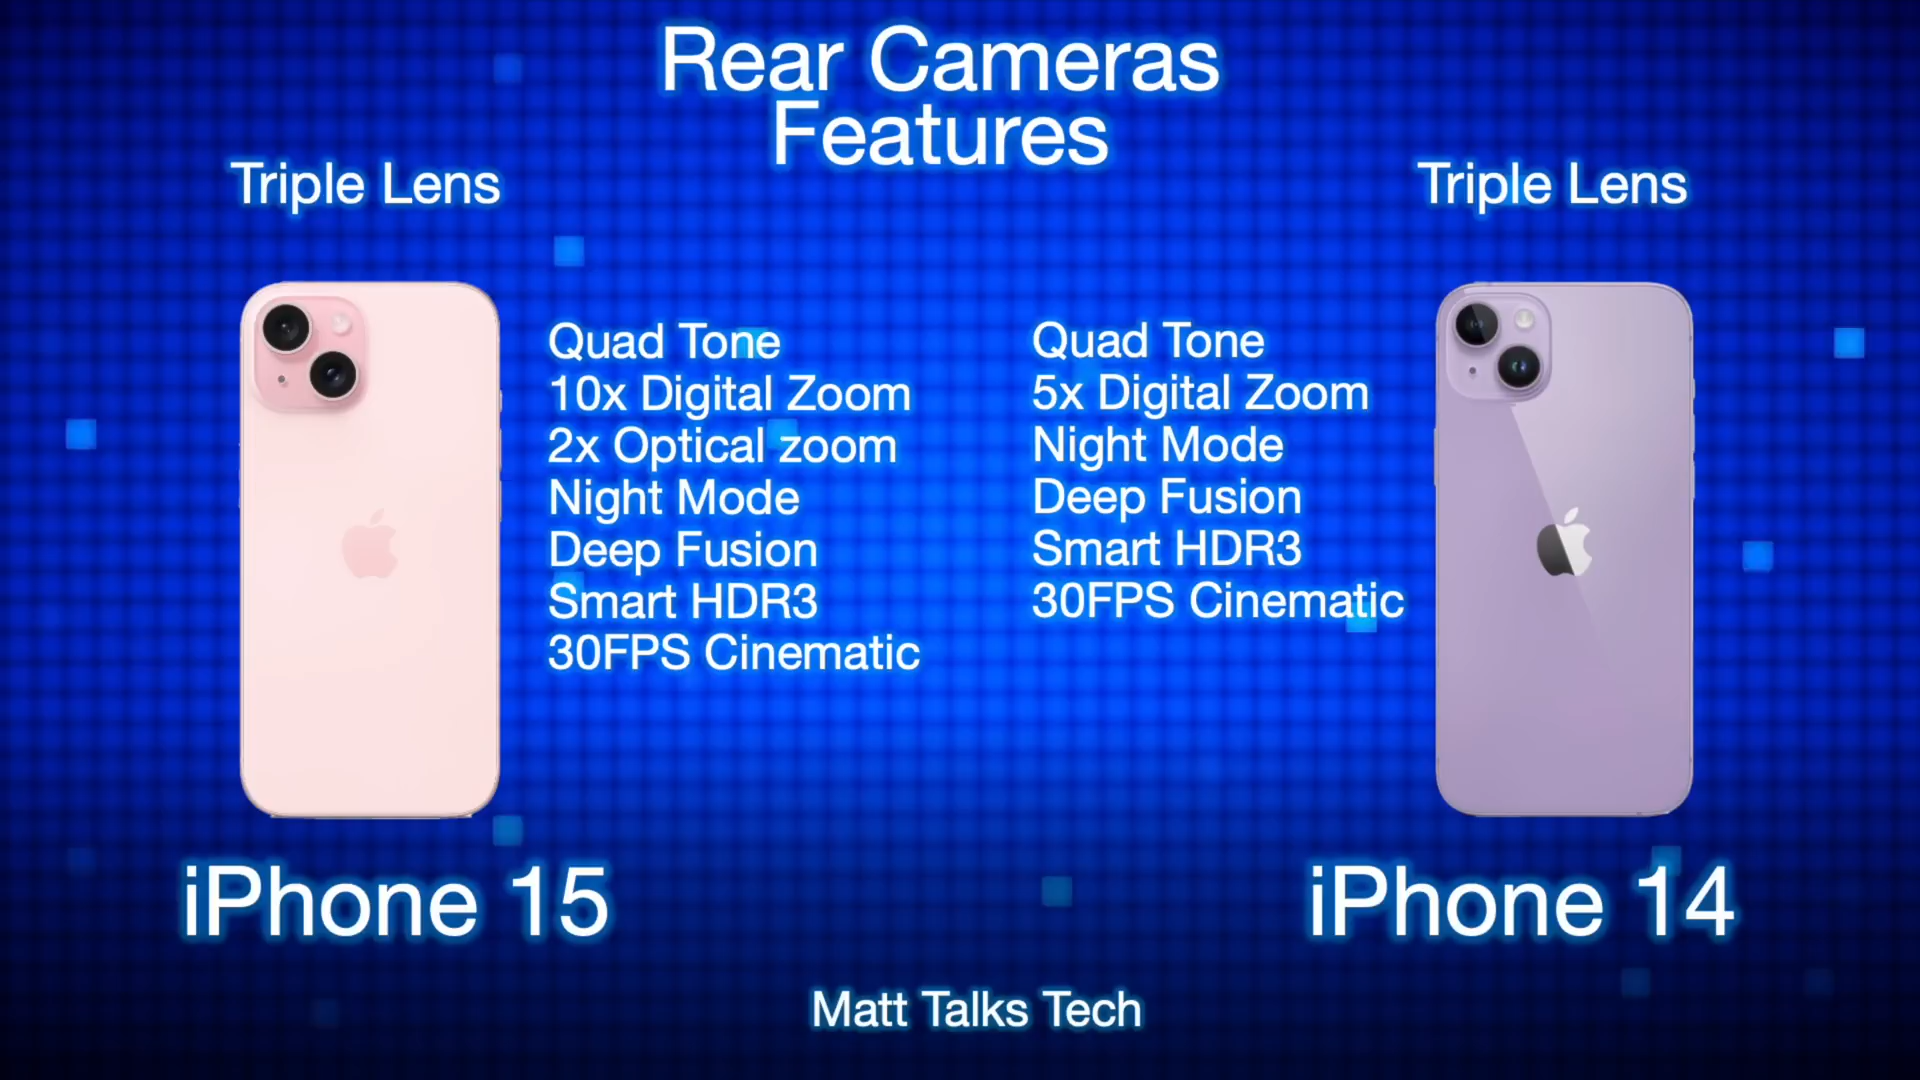 Rear Cameras
Features
Triple Lens
Triple Lens
Quad Tone
10x Digital Zoom
2x Optical zoom
Night Mode
Deep Fusion
Smart HDR3
30FPS Cinematic
Quad Tone
5x Digital Zoom
Night Mode
Deep Fusion
Smart HDR3
30FPS Cinematic
iPhone 15
iPhone 14
Matt Talks Tech